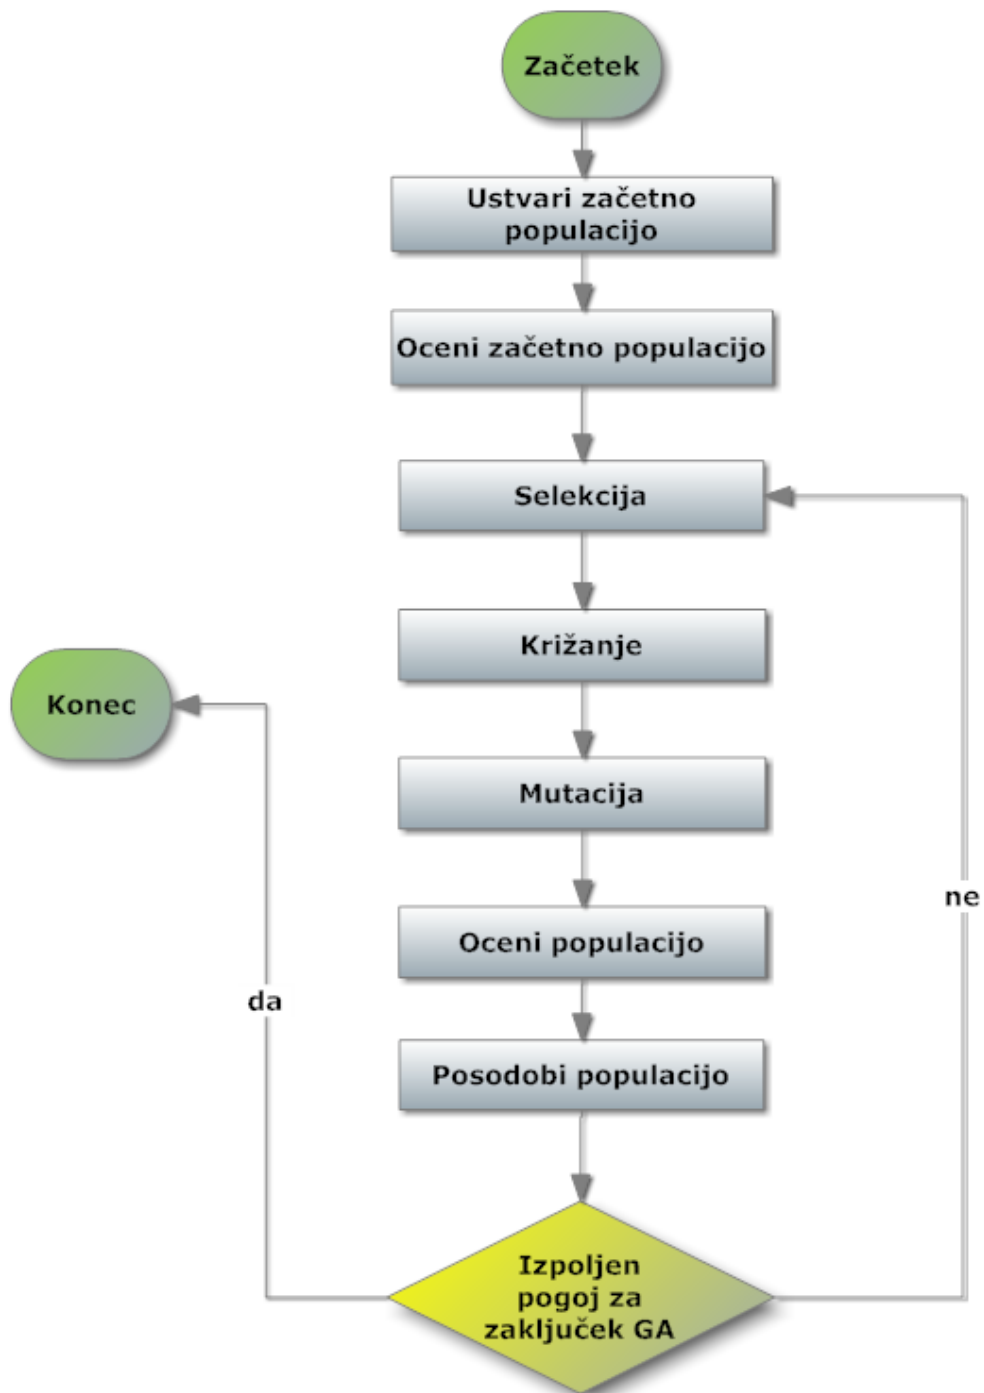 Začetek
Ustvari začetno
populacijo
Oceni začetno populacijo
Selekcija
Križanje
Konec
Mutacija
ne
Oceni populacijo
da
Posodobi populacijo
Izpoljen
pogoj za
zaključek GA